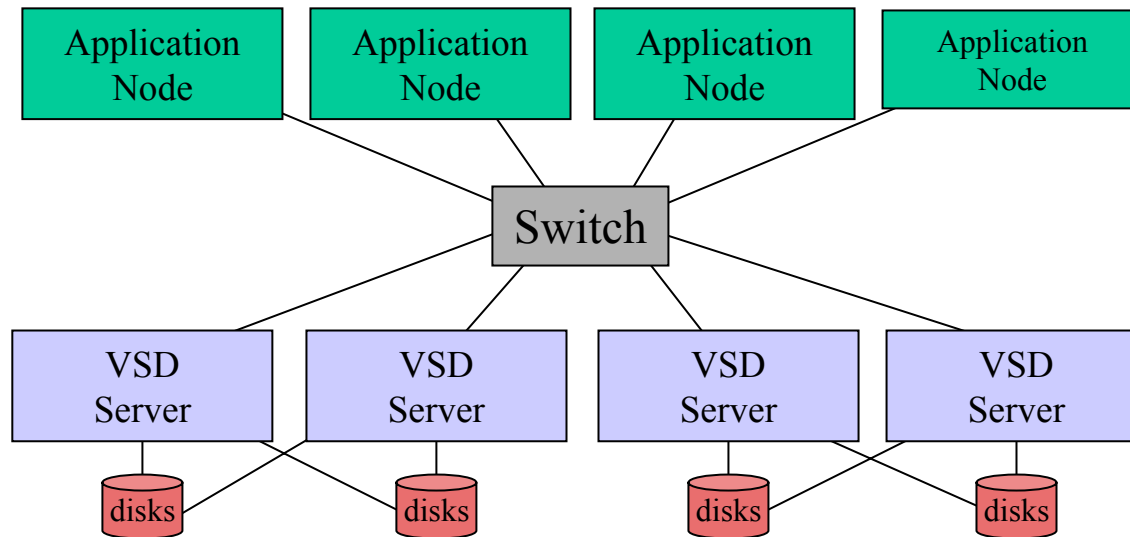 Application
Node
Application
Node
Application
Node
Application
Node
Switch
VSD
Server
VSD
Server
VSD
Server
VSD
Server
disks
disks
disks
disks